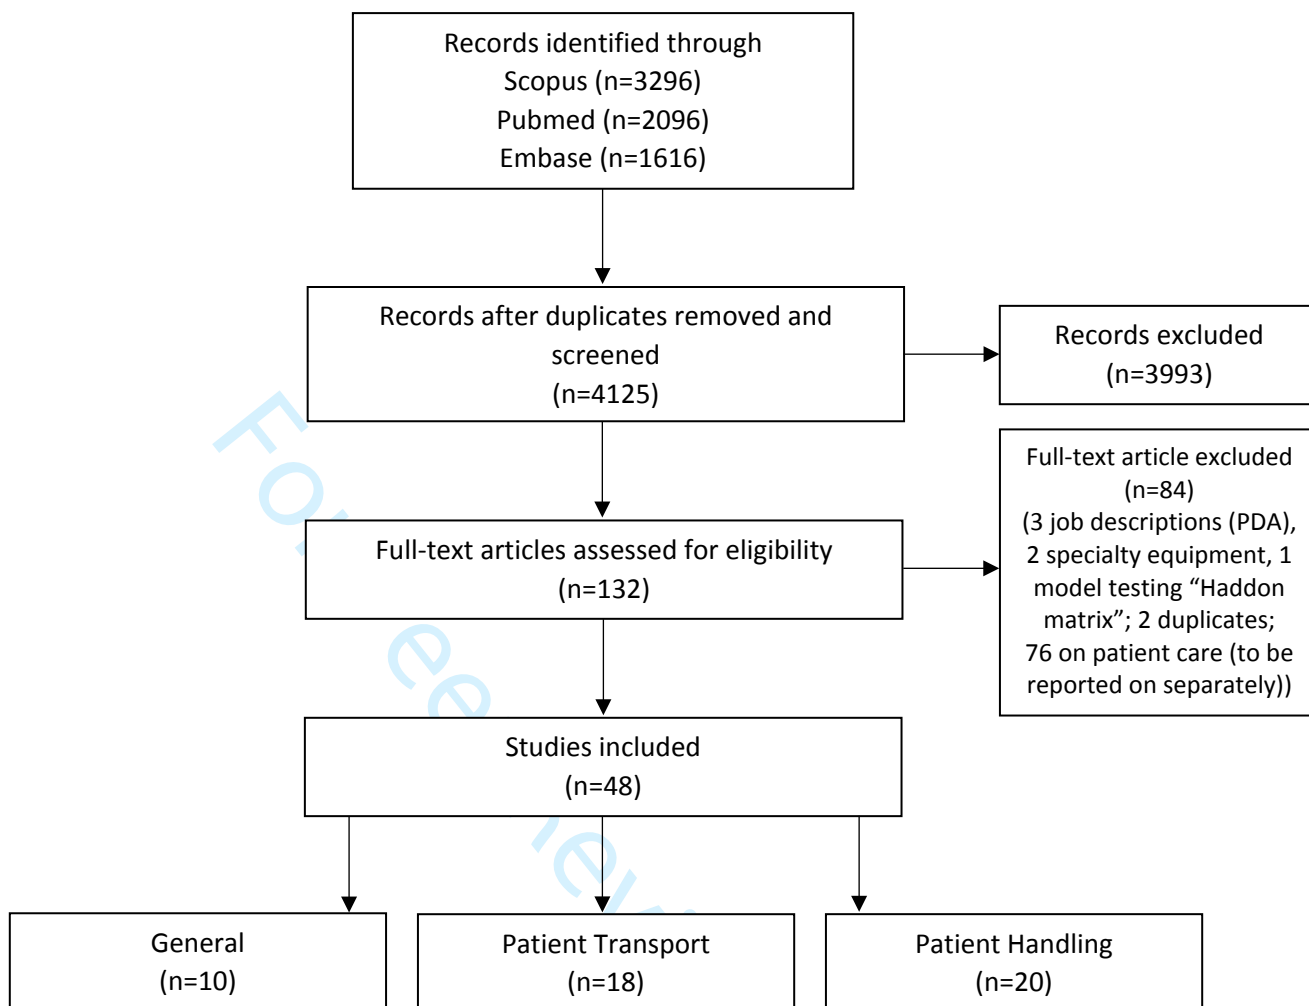 Records identified through
Scopus (n=3296)
Pubmed (n=2096)
Embase (n=1616)
Records after duplicates removed and
screened
(n=4125)
Records excluded
(n=3993)
Full-text articles assessed for eligibility
(n=132)
Full-text article excluded
(n=84)
(3 job descriptions (PDA),
2 specialty equipment, 1
model testing “Haddon
matrix”; 2 duplicates;
76 on patient care (to be
reported on separately))
Studies included
(n=48)
General
(n=10)
Patient Transport
(n=18)
Patient Handling
(n=20)